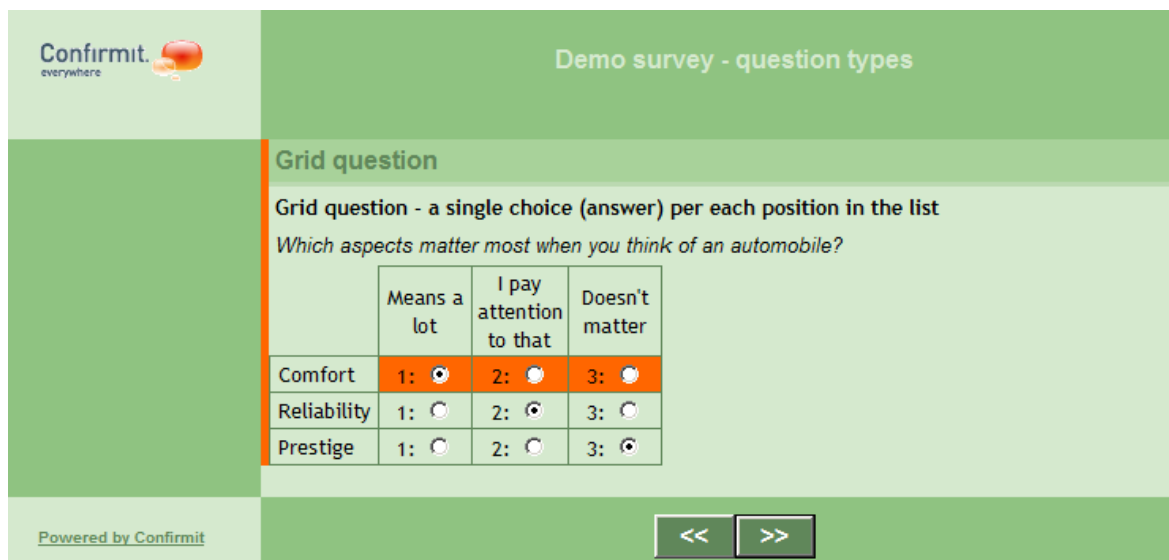 Confirmit.
everywhere
Demo survey - question types
Grid question
Grid question - a single choice (answer) per each position in the list
Which aspects matter most when you think of an automobile?
Means a
lot
I pay
attention
to that
Doesn't
matter
Comfort 1: 2: 3:
Reliability 1: 2: 3:
Prestige 1: 2: 3:
Powered by Confirmit
<< >>